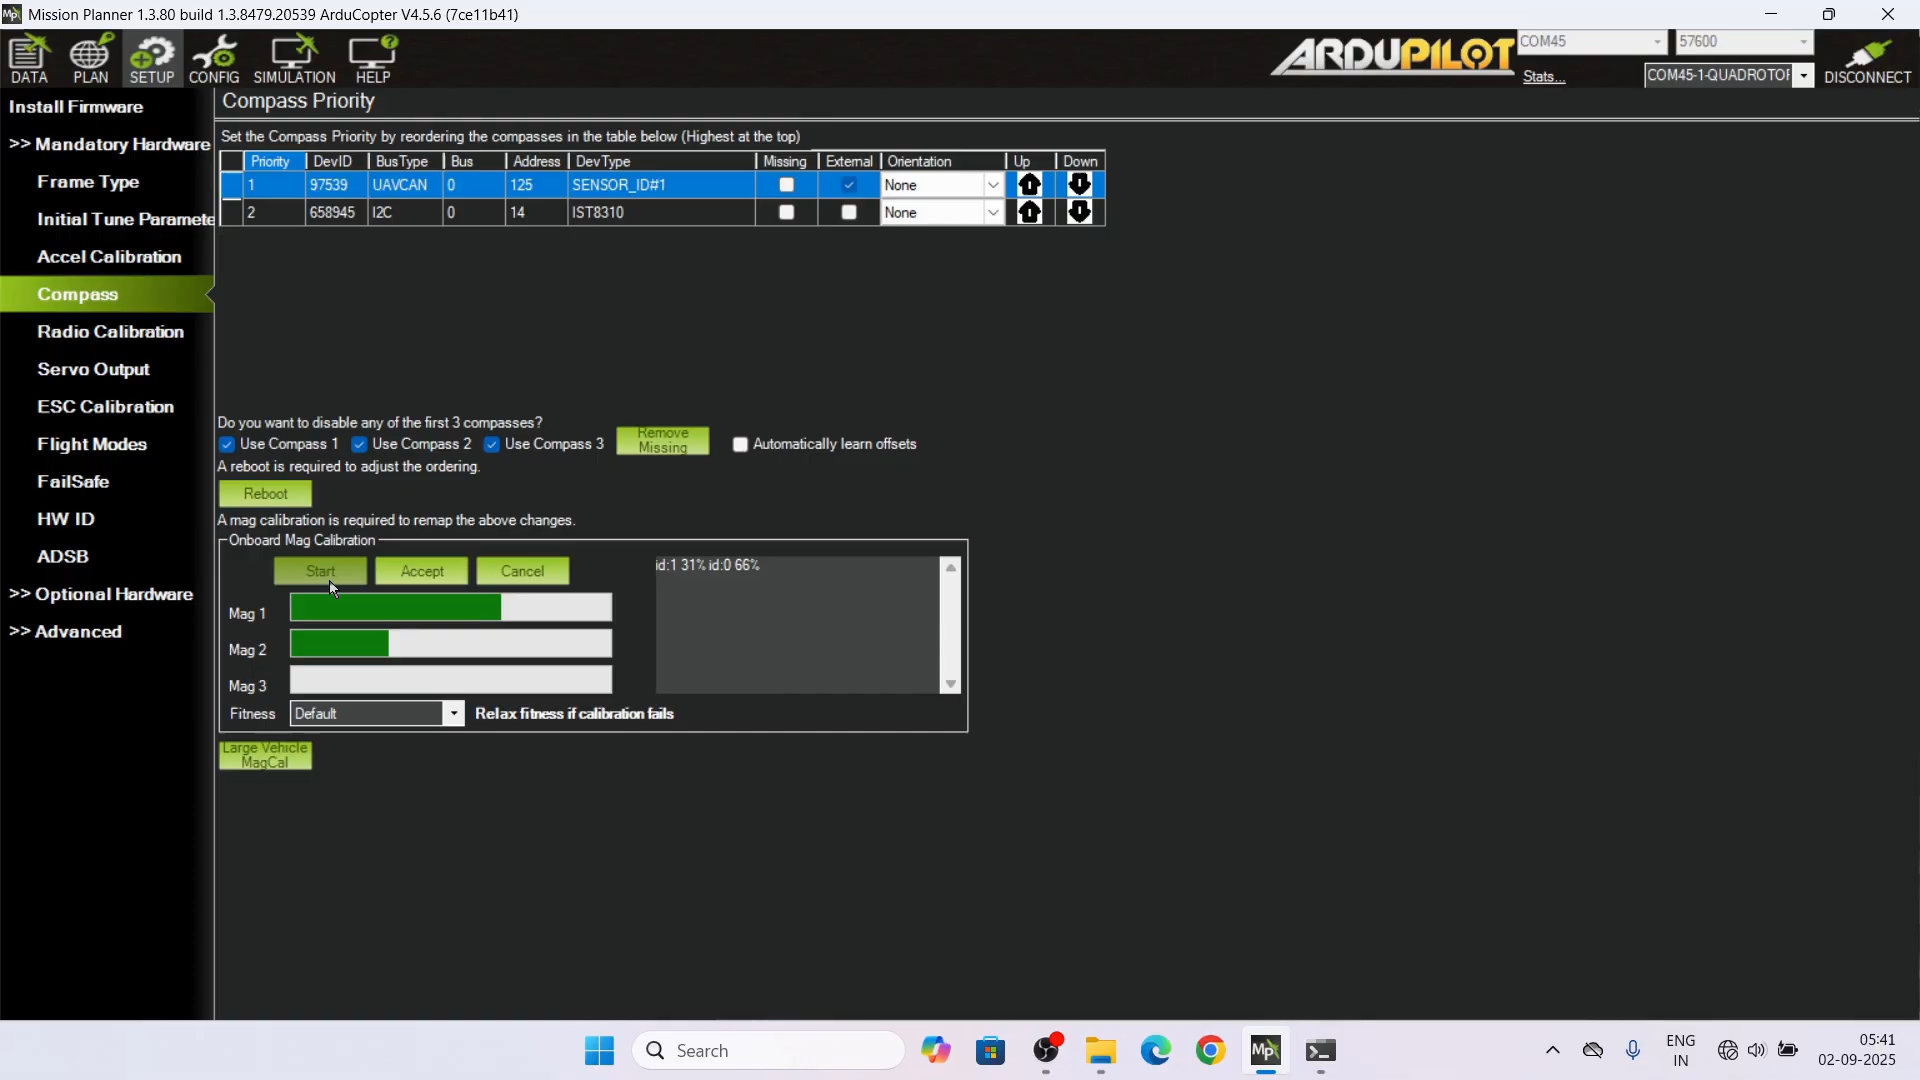 Mission Planner 1.3.80 build 1.3.8479.20539 ArduCopter V4.5.6 (7ce11b41)
DATA PLAN SETUP CONFIG SIMULATION HELP
ARDUPILOT
COM45 57600
Stats... COM45-1-QUADROTOR DISCONNECT
Install Firmware
>> Mandatory Hardware
Frame Type
Initial Tune Paramete
Accel Calibration
Compass
Radio Calibration
Servo Output
ESC Calibration
Flight Modes
FailSafe
HW ID
ADSB
>> Optional Hardware
>> Advanced
Compass Priority
Set the Compass Priority by reordering the compasses in the table below (Highest at the top)
Priority DevID BusType Bus Address DevType Missing External Orientation Up Down
1 97539 UAVCAN 0 125 SENSOR_ID#1 None
2 658945 I2C 0 14 IST8310 None
Do you want to disable any of the first 3 compasses?
Use Compass 1 Use Compass 2 Use Compass 3 Remove Missing Automatically learn offsets
A reboot is required to adjust the ordering.
Reboot
A mag calibration is required to remap the above changes.
Onboard Mag Calibration
Start Accept Cancel
id:1 31% id:0 66%
Mag 1
Mag 2
Mag 3
Fitness Default Relax fitness if calibration fails
Large Vehicle
MagCal
Search
ENG
IN
05:41
02-09-2025